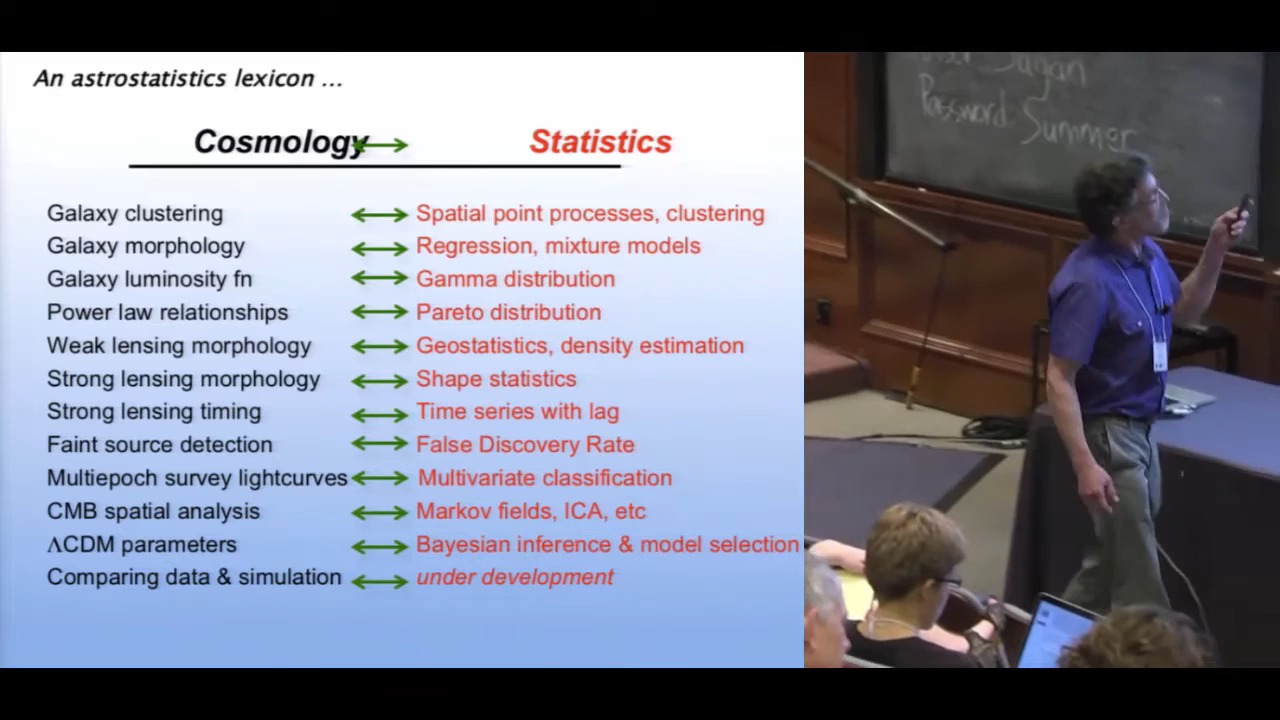 An astrostatistics lexicon ...
Cosmology ↔ Statistics
Galaxy clustering ↔ Spatial point processes, clustering
Galaxy morphology ↔ Regression, mixture models
Galaxy luminosity fn ↔ Gamma distribution
Power law relationships ↔ Pareto distribution
Weak lensing morphology ↔ Geostatistics, density estimation
Strong lensing morphology ↔ Shape statistics
Strong lensing timing ↔ Time series with lag
Faint source detection ↔ False Discovery Rate
Multiepoch survey lightcurves ↔ Multivariate classification
CMB spatial analysis ↔ Markov fields, ICA, etc
ΛCDM parameters ↔ Bayesian inference & model selection
Comparing data & simulation ↔ under development
Sagan
Password Summer